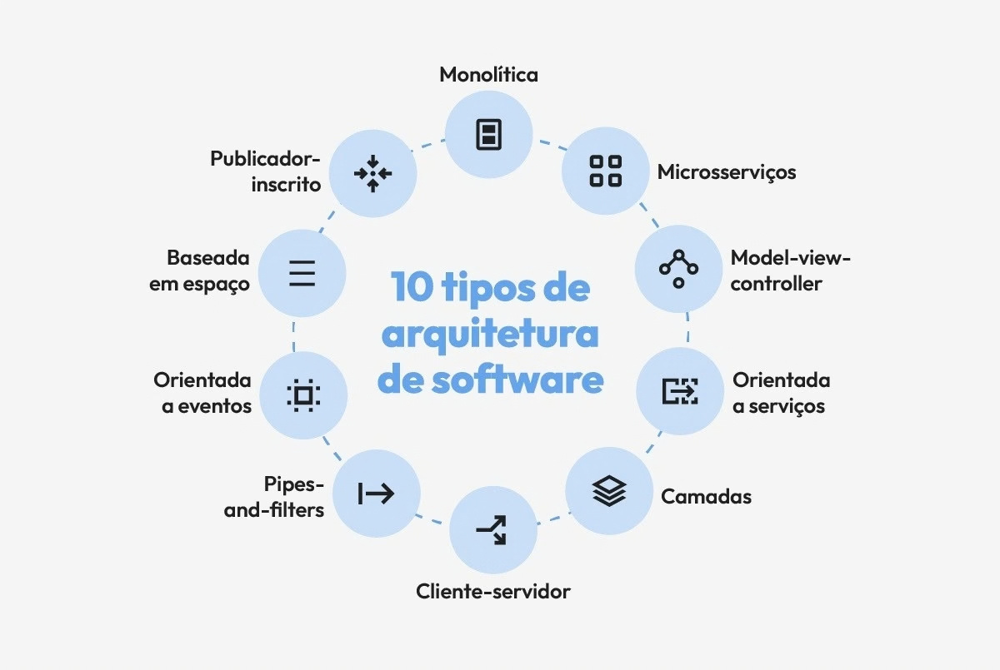 Monolítica
Publicador-
inscrito
Microsserviços
Baseada
em espaço
Model-view-
controller
10 tipos de
arquitetura
de software
Orientada
a eventos
Orientada
a serviços
Pipes-
and-filters
Camadas
Cliente-servidor